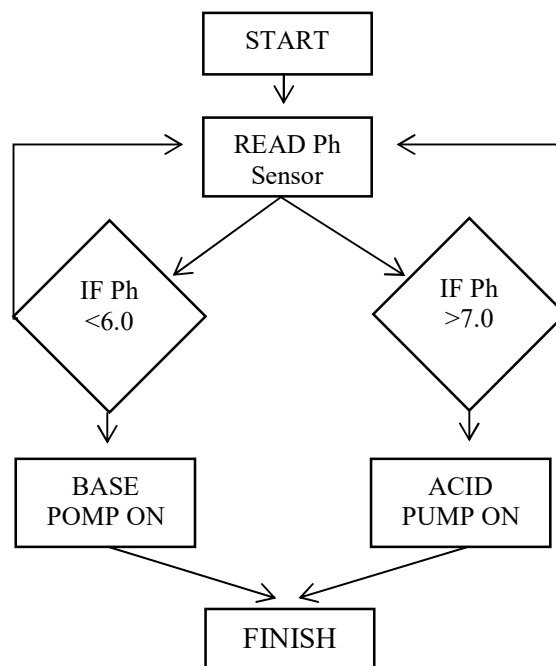 START
READ Ph
Sensor
IF Ph
<6.0
IF Ph
>7.0
BASE
POMP ON
ACID
PUMP ON
FINISH